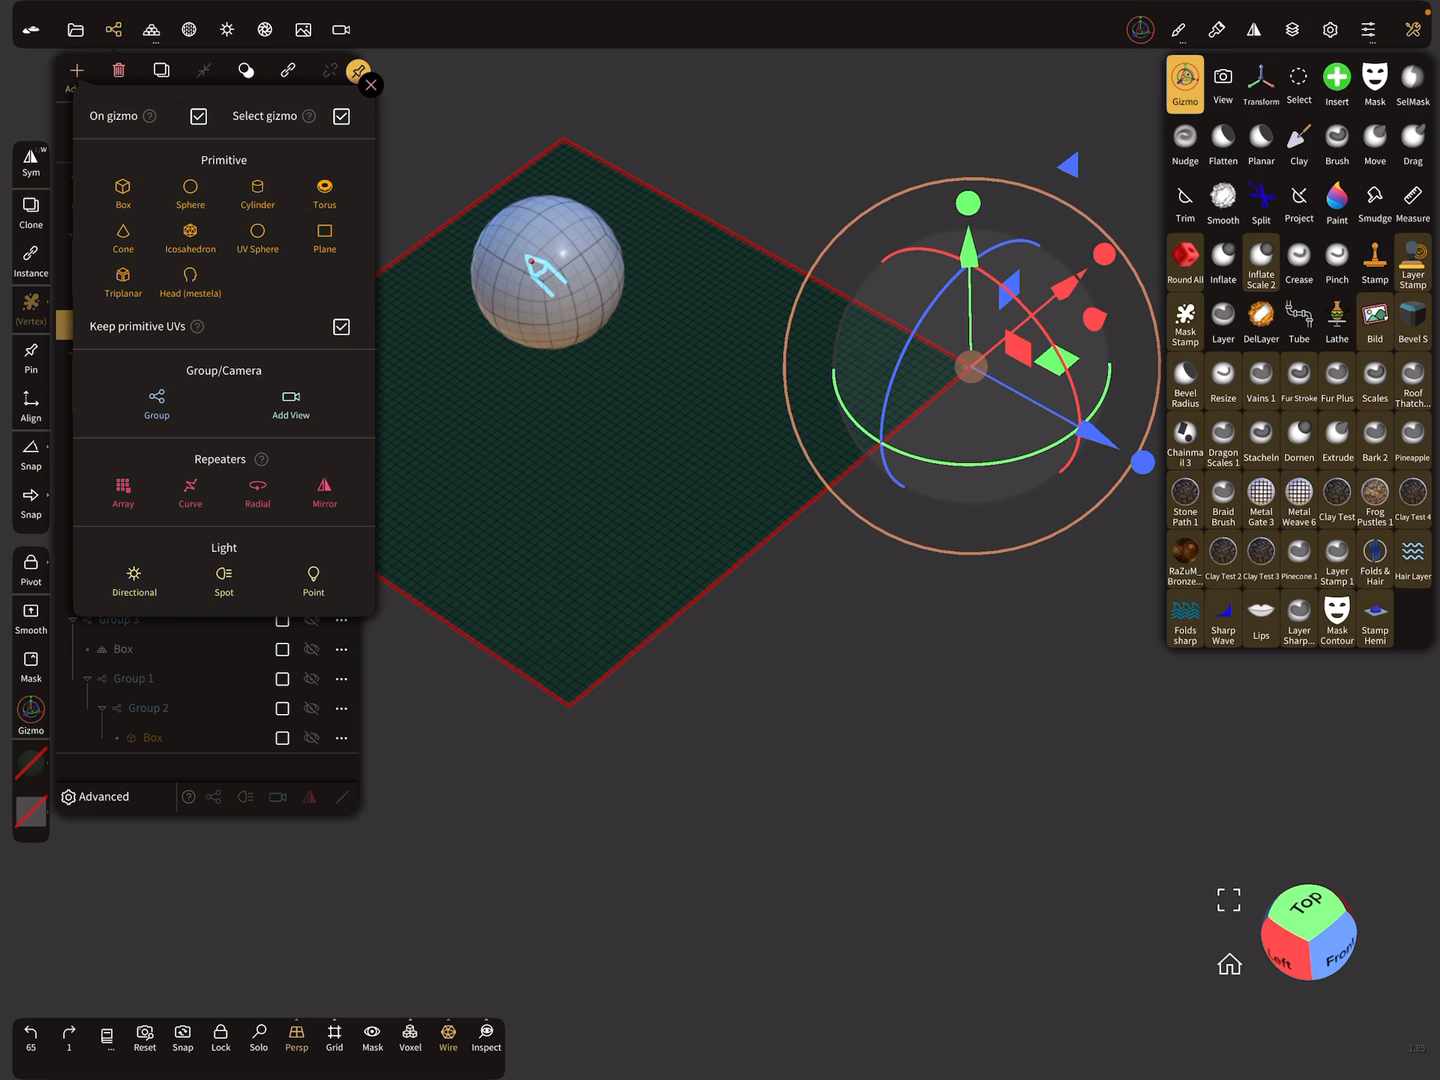 Ad
On gizmo ? Select gizmo ?
Primitive
Box Sphere Cylinder Torus
Cone Icosahedron UV Sphere Plane
Triplanar Head (mestela)
Keep primitive UVs ?
Group/Camera
Group Add View
Repeaters ?
Array Curve Radial Mirror
Light
Directional Spot Point
Group 3
Box
Group 1
Group 2
Box
Advanced ?
LW
Sym
Clone
Instance
(Vertex)
Pin
Align
Snap
Snap
Pivot
Smooth
Mask
Gizmo
Gizmo View Transform Select Insert Mask SelMask
Nudge Flatten Planar Clay Brush Move Drag
Trim Smooth Split Project Paint Smudge Measure
Round All Inflate Inflate Scale 2 Crease Pinch Stamp Layer Stamp
Mask Stamp Layer DelLayer Tube Lathe Bild Bevel S
Bevel Radius Resize Vains 1 Fur Stroke Fur Plus Scales Roof Thatch...
Chainmail 3 Dragon Scales 1 Stacheln Dornen Extrude Bark 2 Pineapple
Stone Path 1 Braid Brush Metal Gate 3 Metal Weave 6 Clay Test Frog Pustles 1 Clay Test 4
RaZuM_Bronze... Clay Test 2 Clay Test 3 Pinecone 1 Layer Stamp 1 Folds & Hair Hair Layer
Folds sharp Sharp Wave Lips Layer Sharp... Mask Contour Stamp Hemi
Top
Left Front
65 1 ... Reset Snap Lock Solo Persp Grid Mask Voxel Wire Inspect
1.85